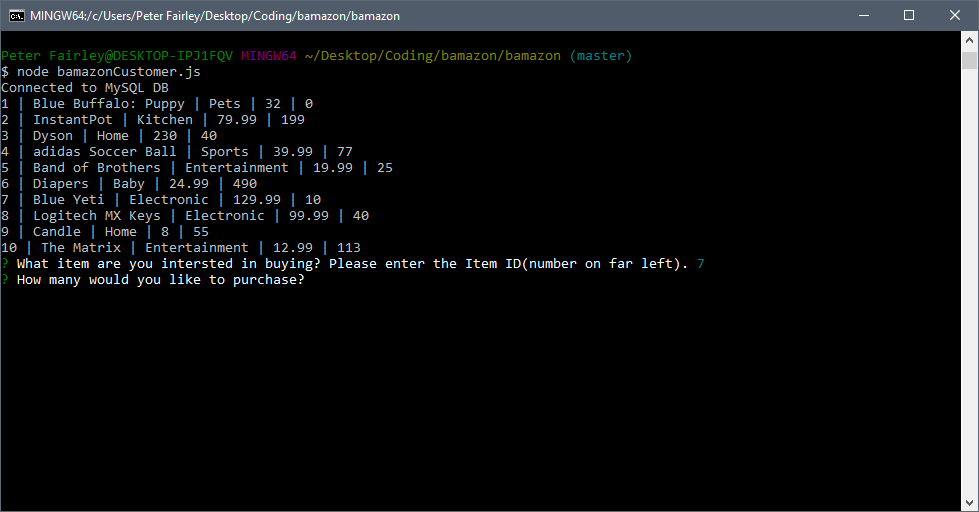 MINGW64:/c/Users/Peter Fairley/Desktop/Coding/bamazon/bamazon
Peter Fairley@DESKTOP-IPJ1FQV MINGW64 ~/Desktop/Coding/bamazon/bamazon (master)
$ node bamazonCustomer.js
Connected to MySQL DB
1 | Blue Buffalo: Puppy | Pets | 32 | 0
2 | InstantPot | Kitchen | 79.99 | 199
3 | Dyson | Home | 230 | 40
4 | adidas Soccer Ball | Sports | 39.99 | 77
5 | Band of Brothers | Entertainment | 19.99 | 25
6 | Diapers | Baby | 24.99 | 490
7 | Blue Yeti | Electronic | 129.99 | 10
8 | Logitech MX Keys | Electronic | 99.99 | 40
9 | Candle | Home | 8 | 55
10 | The Matrix | Entertainment | 12.99 | 113
? What item are you intersted in buying? Please enter the Item ID(number on far left). 7
? How many would you like to purchase?